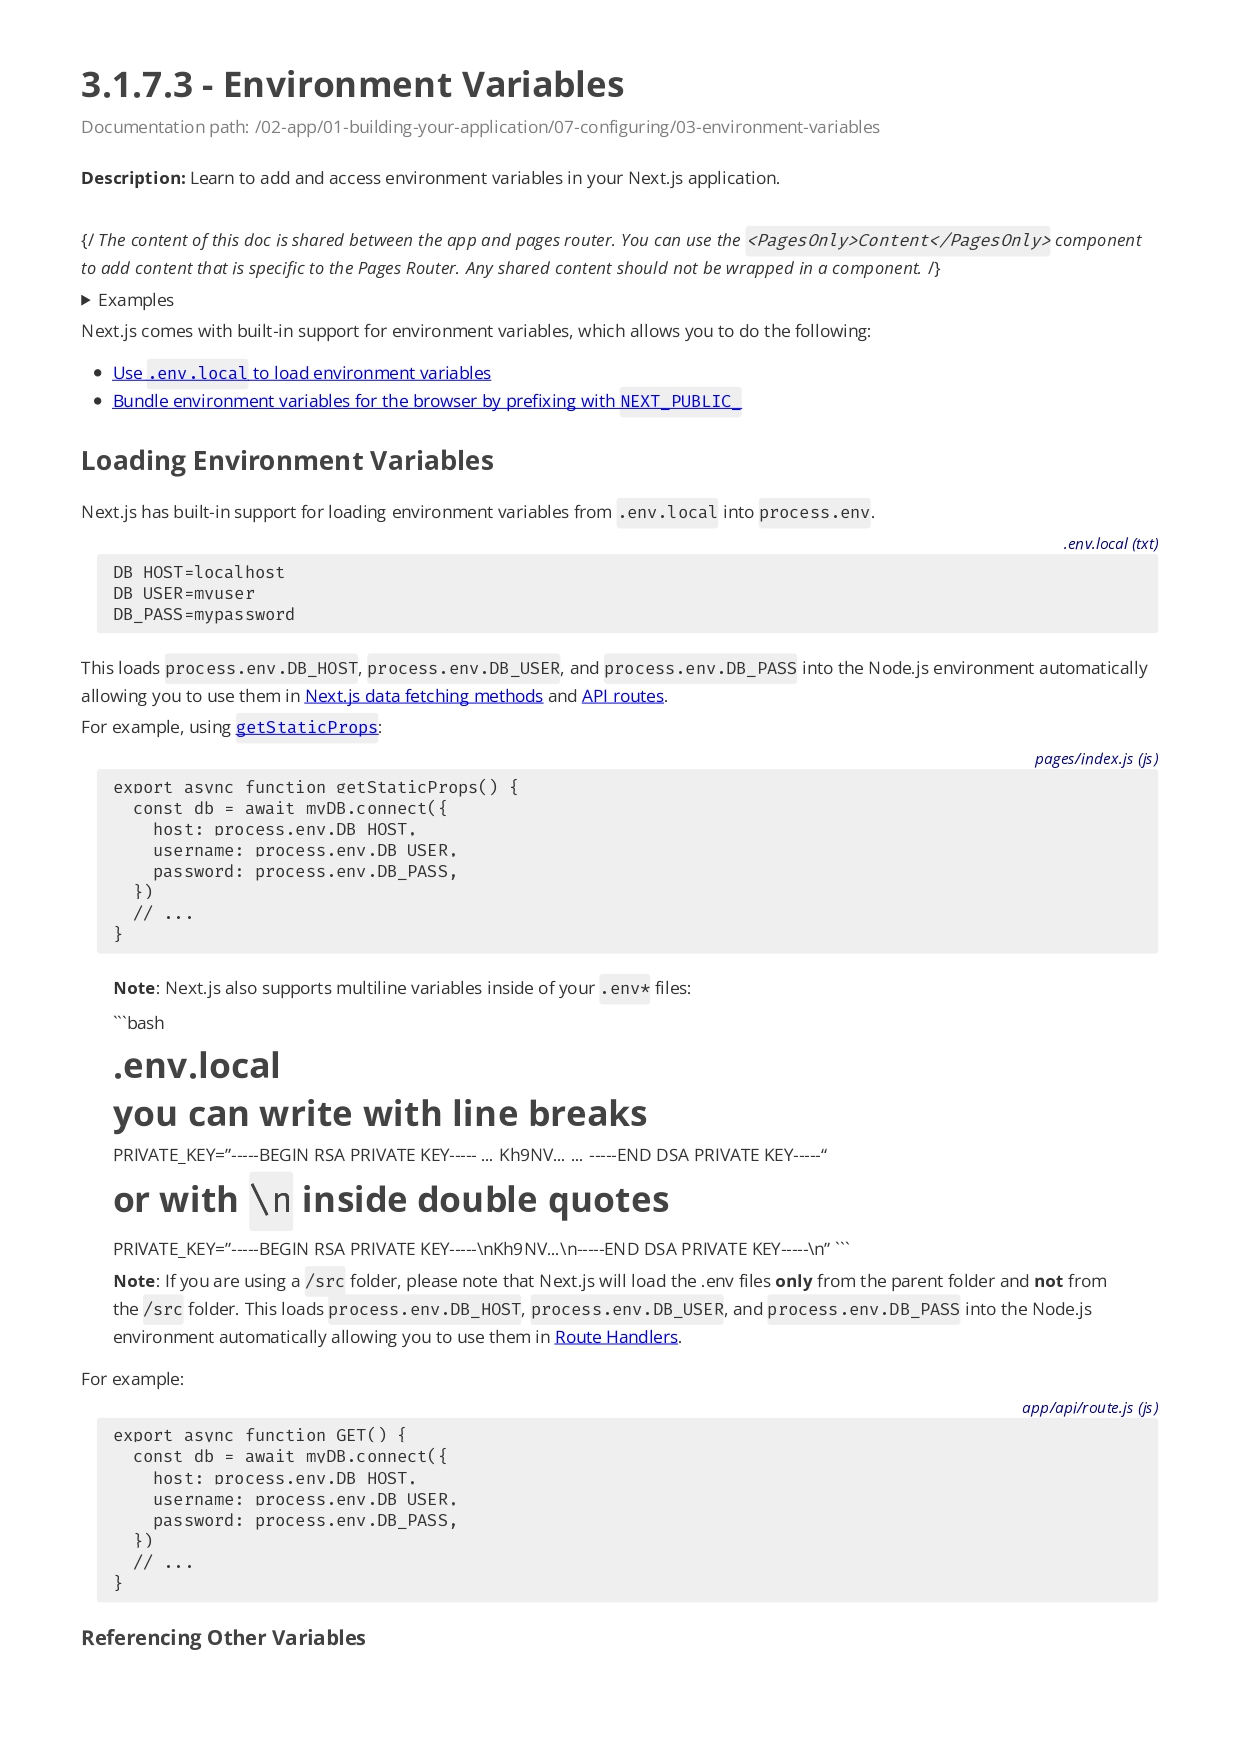 3.1.7.3 - Environment Variables
Documentation path: /02-app/01-building-your-application/07-configuring/03-environment-variables
Description: Learn to add and access environment variables in your Next.js application.
{/ The content of this doc is shared between the app and pages router. You can use the <PagesOnly>Content</PagesOnly> component
to add content that is specific to the Pages Router. Any shared content should not be wrapped in a component. /}
▶ Examples
Next.js comes with built-in support for environment variables, which allows you to do the following:
• Use .env.local to load environment variables
• Bundle environment variables for the browser by prefixing with NEXT_PUBLIC_
Loading Environment Variables
Next.js has built-in support for loading environment variables from .env.local into process.env.
.env.local (txt)
DB_HOST=localhost
DB_USER=myuser
DB_PASS=mypassword
This loads process.env.DB_HOST, process.env.DB_USER, and process.env.DB_PASS into the Node.js environment automatically
allowing you to use them in Next.js data fetching methods and API routes.
For example, using getStaticProps:
pages/index.js (js)
export async function getStaticProps() {
  const db = await myDB.connect({
    host: process.env.DB_HOST,
    username: process.env.DB_USER,
    password: process.env.DB_PASS,
  })
  // ...
}
Note: Next.js also supports multiline variables inside of your .env* files:
```bash
.env.local
you can write with line breaks
PRIVATE_KEY=”-----BEGIN RSA PRIVATE KEY----- … Kh9NV… … -----END DSA PRIVATE KEY-----“
or with \n inside double quotes
PRIVATE_KEY=”-----BEGIN RSA PRIVATE KEY-----\nKh9NV…\n-----END DSA PRIVATE KEY-----\n” ```
Note: If you are using a /src folder, please note that Next.js will load the .env files only from the parent folder and not from
the /src folder. This loads process.env.DB_HOST, process.env.DB_USER, and process.env.DB_PASS into the Node.js
environment automatically allowing you to use them in Route Handlers.
For example:
app/api/route.js (js)
export async function GET() {
  const db = await myDB.connect({
    host: process.env.DB_HOST,
    username: process.env.DB_USER,
    password: process.env.DB_PASS,
  })
  // ...
}
Referencing Other Variables